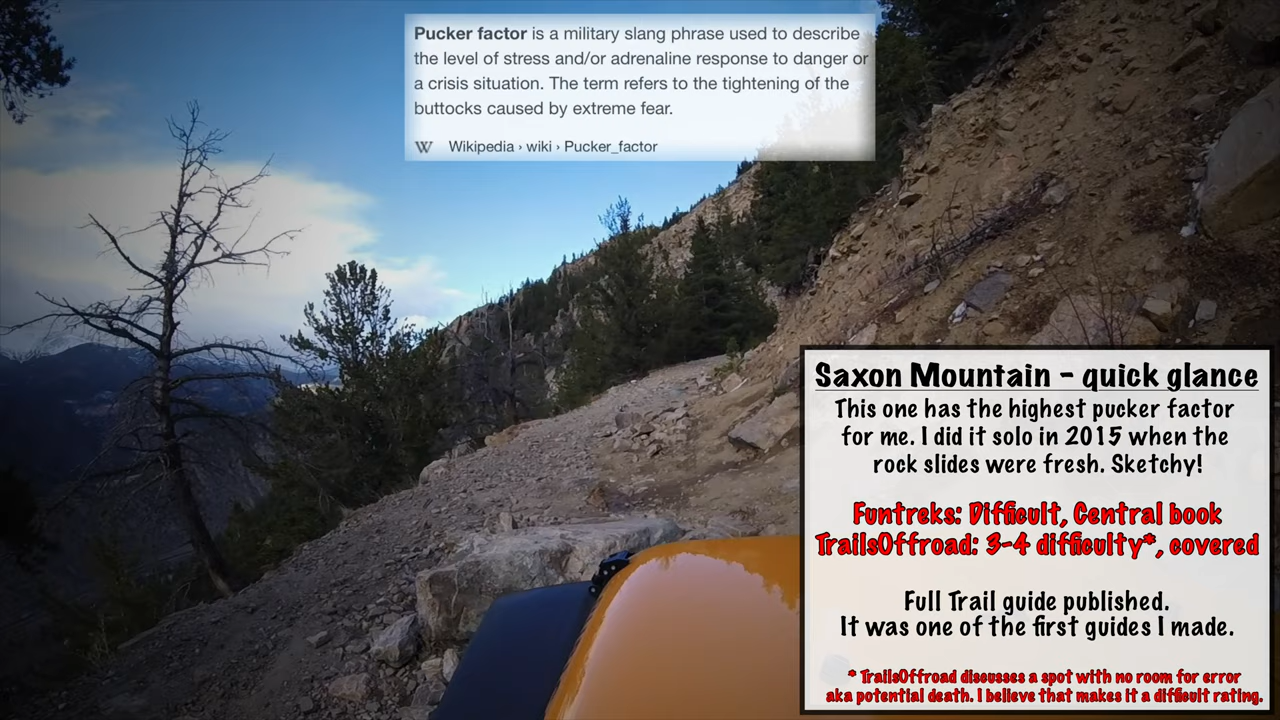 Pucker factor is a military slang phrase used to describe
the level of stress and/or adrenaline response to danger or
a crisis situation. The term refers to the tightening of the
buttocks caused by extreme fear.
W Wikipedia › wiki › Pucker_factor
Saxon Mountain - quick glance
This one has the highest pucker factor
for me. I did it solo in 2015 when the
rock slides were fresh. Sketchy!
Funtreks: Difficult, Central book
TrailsOffroad: 3-4 difficulty*, covered
Full Trail guide published.
It was one of the first guides I made.
* TrailsOffroad discusses a spot with no room for error
aka potential death. I believe that makes it a difficult rating.